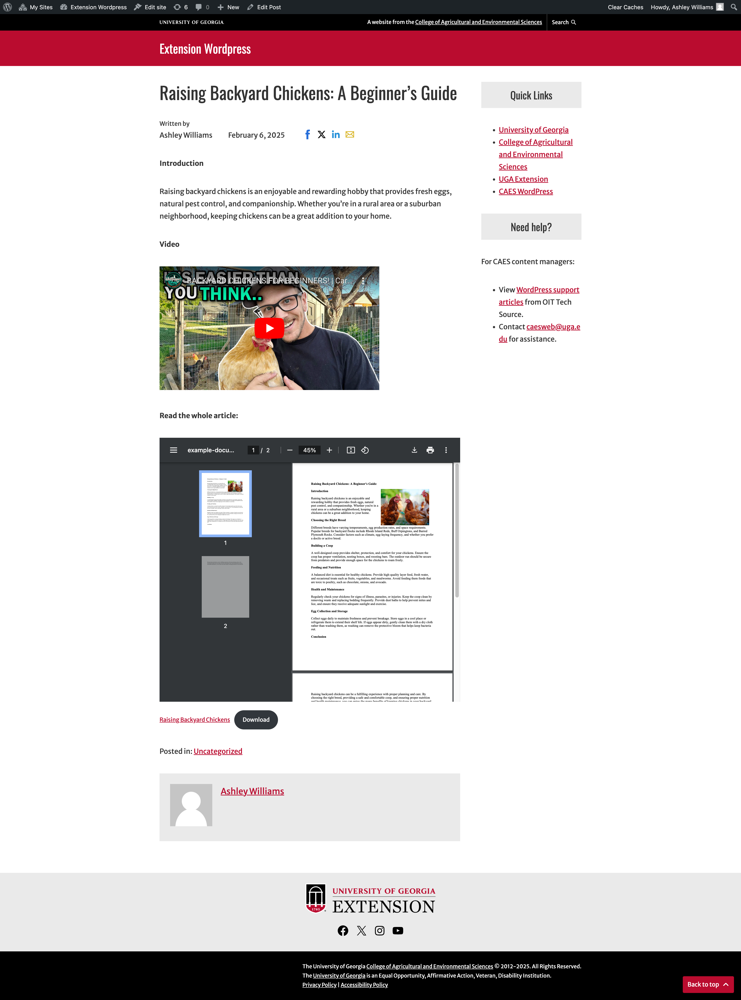 My Sites Extension Wordpress Edit site 6 0 New Edit Post Clear Caches Howdy, Ashley Williams
UNIVERSITY OF GEORGIA A website from the College of Agricultural and Environmental Sciences Search
Extension Wordpress
Raising Backyard Chickens: A Beginner’s Guide
Written by
Ashley Williams February 6, 2025
Introduction
Raising backyard chickens is an enjoyable and rewarding hobby that provides fresh eggs,
natural pest control, and companionship. Whether you’re in a rural area or a suburban
neighborhood, keeping chickens can be a great addition to your home.
Video
IT'S EASIER THAN
BACKYARD CHICKENS FOR BEGINNERS! | Car...
YOU THINK..
Read the whole article:
example-docu... 1 / 2 45%
1
2
Raising Backyard Chickens: A Beginner's Guide
Introduction
Raising backyard chickens is an enjoyable and
rewarding hobby that provides fresh eggs, natural
pest control, and companionship. Whether you're in a
rural area or a suburban neighborhood, keeping
chickens can be a great addition to your home.
Choosing the Right Breed
Different breeds have varying temperaments, egg production rates, and space requirements.
Popular breeds for backyard flocks include Rhode Island Reds, Buff Orpingtons, and Barred
Plymouth Rocks. Consider factors such as climate, egg-laying frequency, and whether you prefer
a docile or active breed.
Building a Coop
A well-designed coop provides shelter, protection, and comfort for your chickens. Ensure the
coop has proper ventilation, nesting boxes, and roosting bars. The outdoor run should be secure
from predators and provide enough space for the chickens to roam freely.
Feeding and Nutrition
A balanced diet is essential for healthy chickens. Provide high-quality layer feed, fresh water,
and occasional treats such as fruits, vegetables, and mealworms. Avoid feeding them foods that
are toxic to poultry, such as chocolate, onions, and avocado.
Health and Maintenance
Regularly check your chickens for signs of illness, parasites, or injuries. Keep the coop clean by
removing waste and replacing bedding frequently. Provide dust baths to help prevent mites and
lice, and ensure they receive adequate sunlight and exercise.
Egg Collection and Storage
Collect eggs daily to maintain freshness and prevent breakage. Store eggs in a cool place or
refrigerate them to extend their shelf life. If eggs appear dirty, gently clean them with a dry cloth
rather than washing them, as washing can remove the protective bloom that helps keep bacteria
out.
Conclusion
Raising backyard chickens can be a fulfilling experience with proper planning and care. By
choosing the right breed, providing a safe and comfortable coop, and ensuring proper nutrition
and health maintenance, you can enjoy the many benefits of keeping chickens in your backyard
Raising Backyard Chickens Download
Posted in: Uncategorized
Ashley Williams
Quick Links
University of Georgia
College of Agricultural
and Environmental
Sciences
UGA Extension
CAES WordPress
Need help?
For CAES content managers:
View WordPress support
articles from OIT Tech
Source.
Contact caesweb@uga.e
du for assistance.
1785
UNIVERSITY OF GEORGIA
EXTENSION
The University of Georgia College of Agricultural and Environmental Sciences © 2012-2025. All Rights Reserved.
The University of Georgia is an Equal Opportunity, Affirmative Action, Veteran, Disability Institution.
Privacy Policy | Accessibility Policy
Back to top